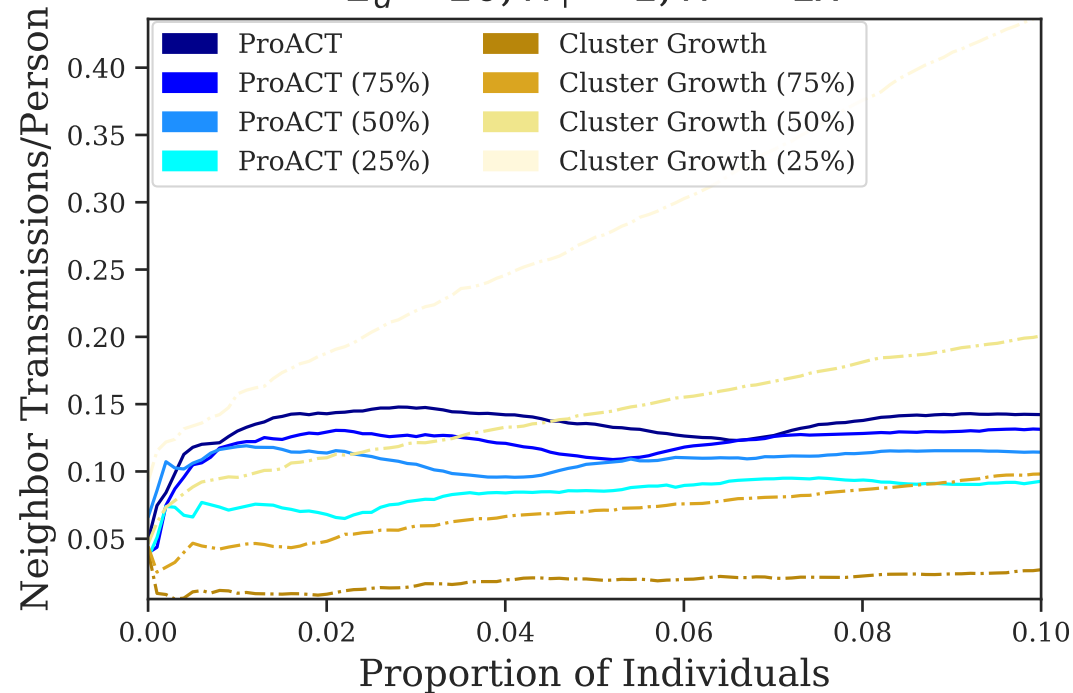 Neighbor Transmissions/Person
ProACT
ProACT (75%)
ProACT (50%)
ProACT (25%)
Cluster Growth
Cluster Growth (75%)
Cluster Growth (50%)
Cluster Growth (25%)
0.40
0.35
0.30
0.25
0.20
0.15
0.10
0.05
0.00 0.02 0.04 0.06 0.08 0.10
Proportion of Individuals